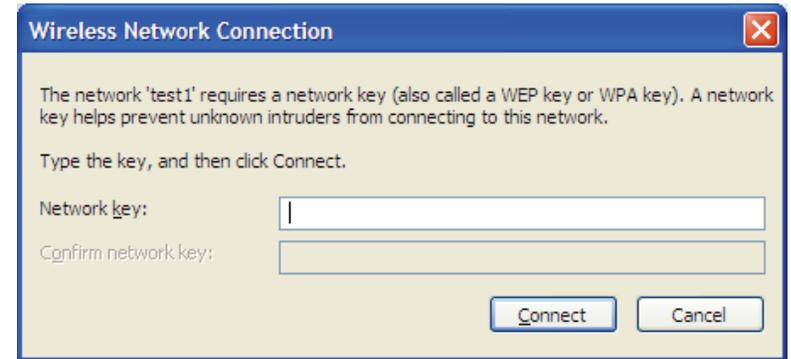 Wireless Network Connection
The network 'test1' requires a network key (also called a WEP key or WPA key). A network
key helps prevent unknown intruders from connecting to this network.
Type the key, and then click Connect.
Network key:
Confirm network key:
Connect Cancel